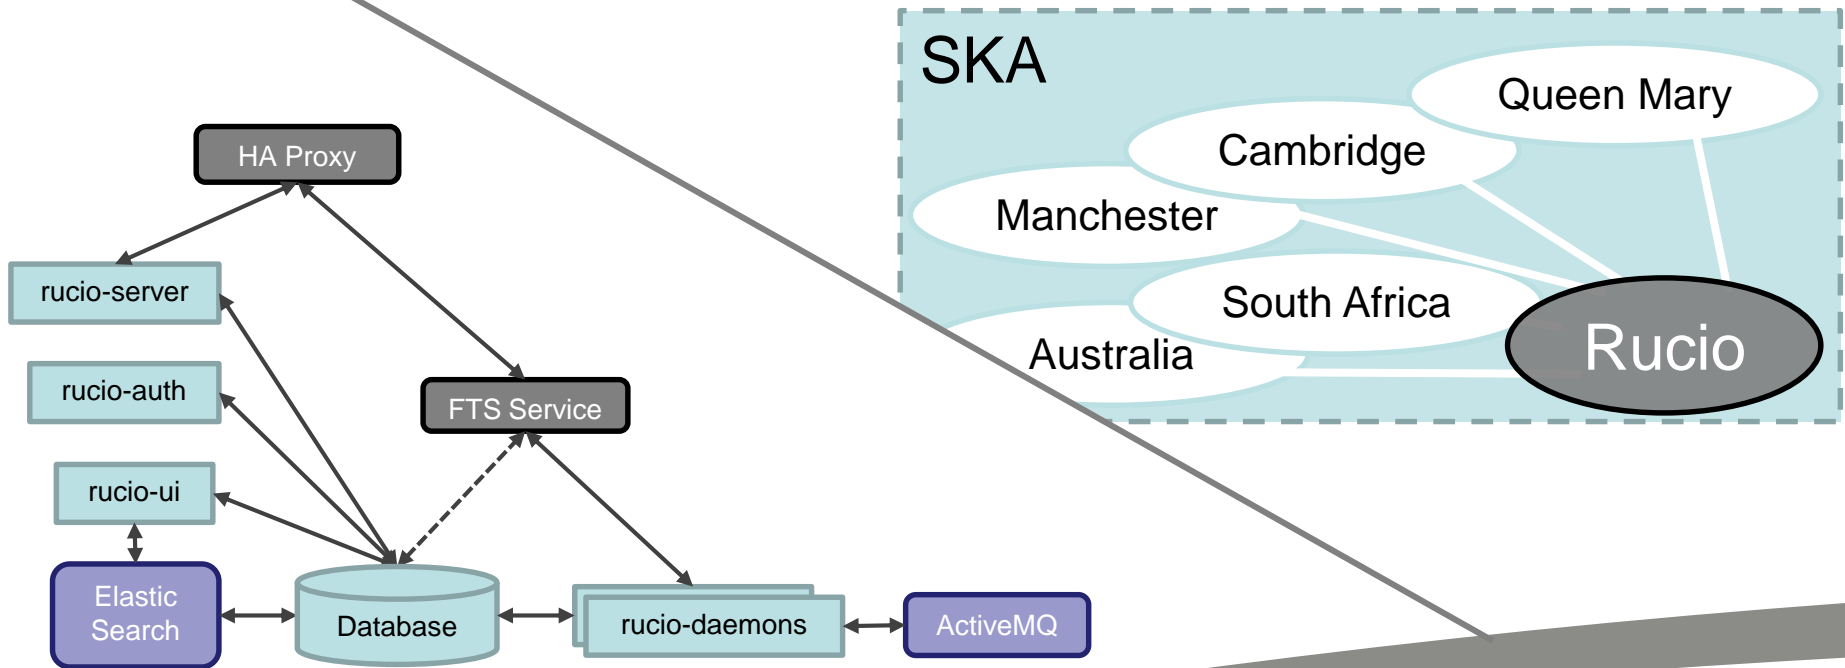 SKA
Queen Mary
Cambridge
Manchester
South Africa
Australia
Rucio
HA Proxy
rucio-server
rucio-auth
FTS Service
rucio-ui
Elastic
Search
Database
rucio-daemons
ActiveMQ